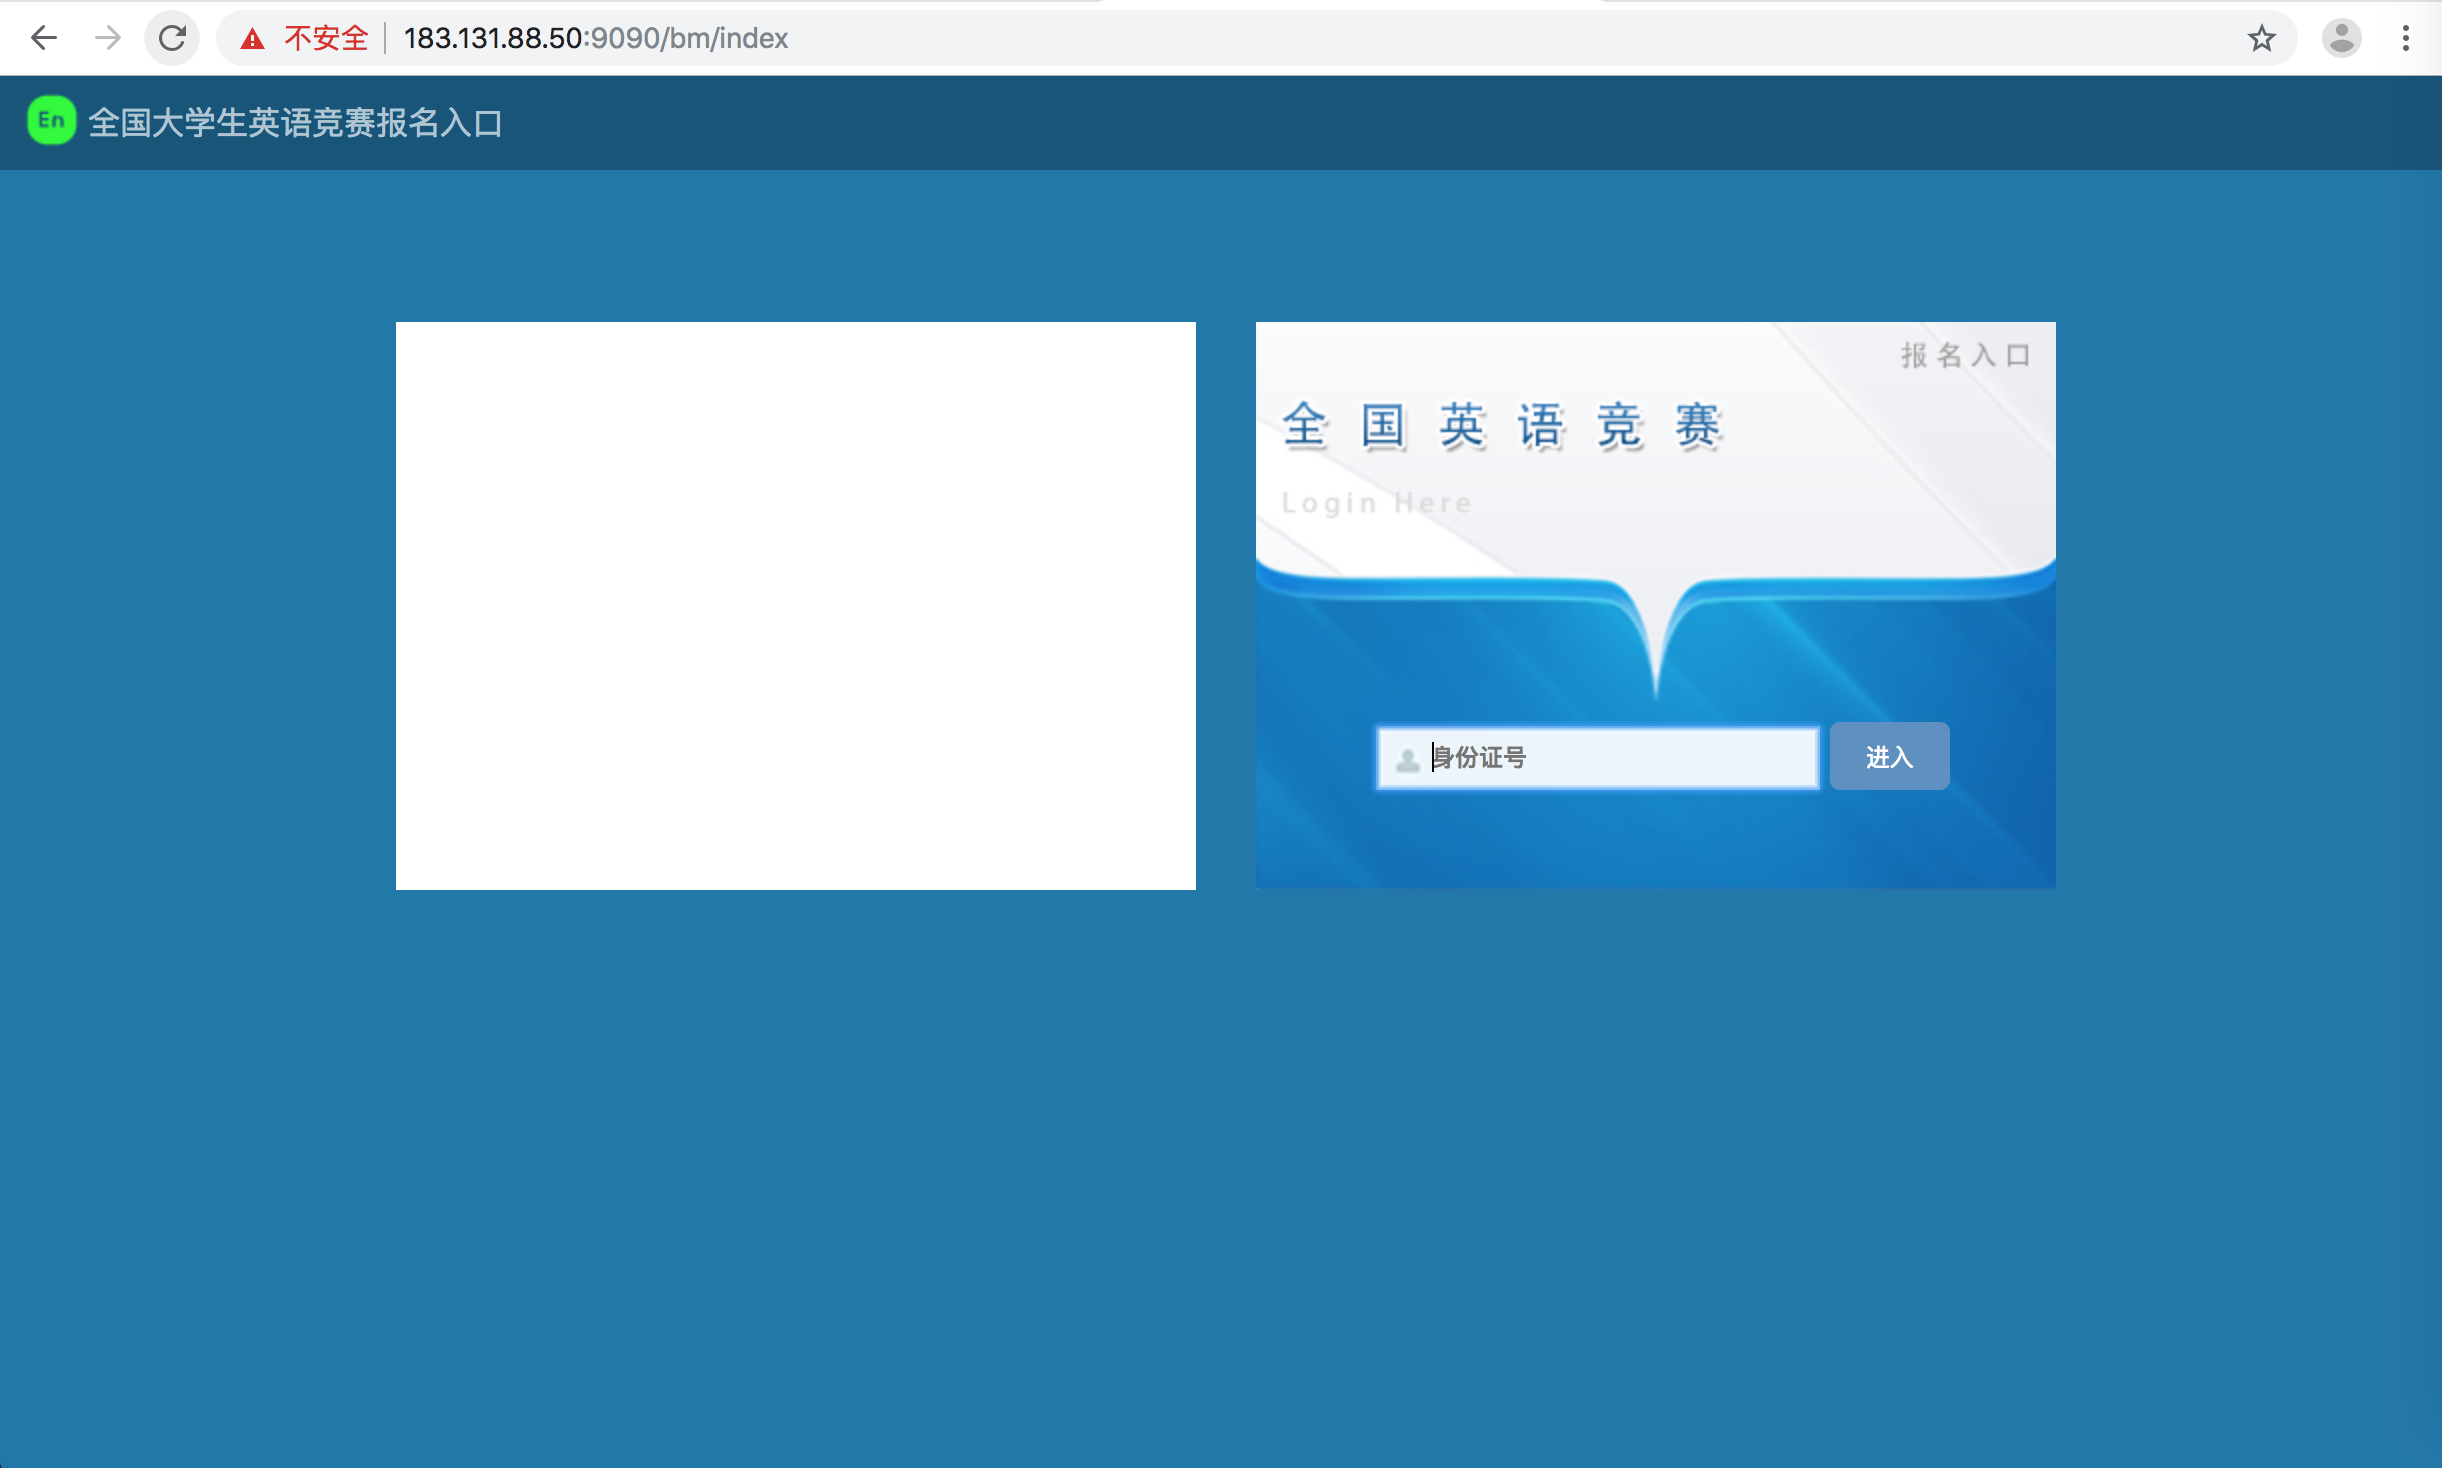 不安全 183.131.88.50:9090/bm/index
En 全国大学生英语竞赛报名入口
报名入口
全国英语竞赛
Login Here
身份证号 进入